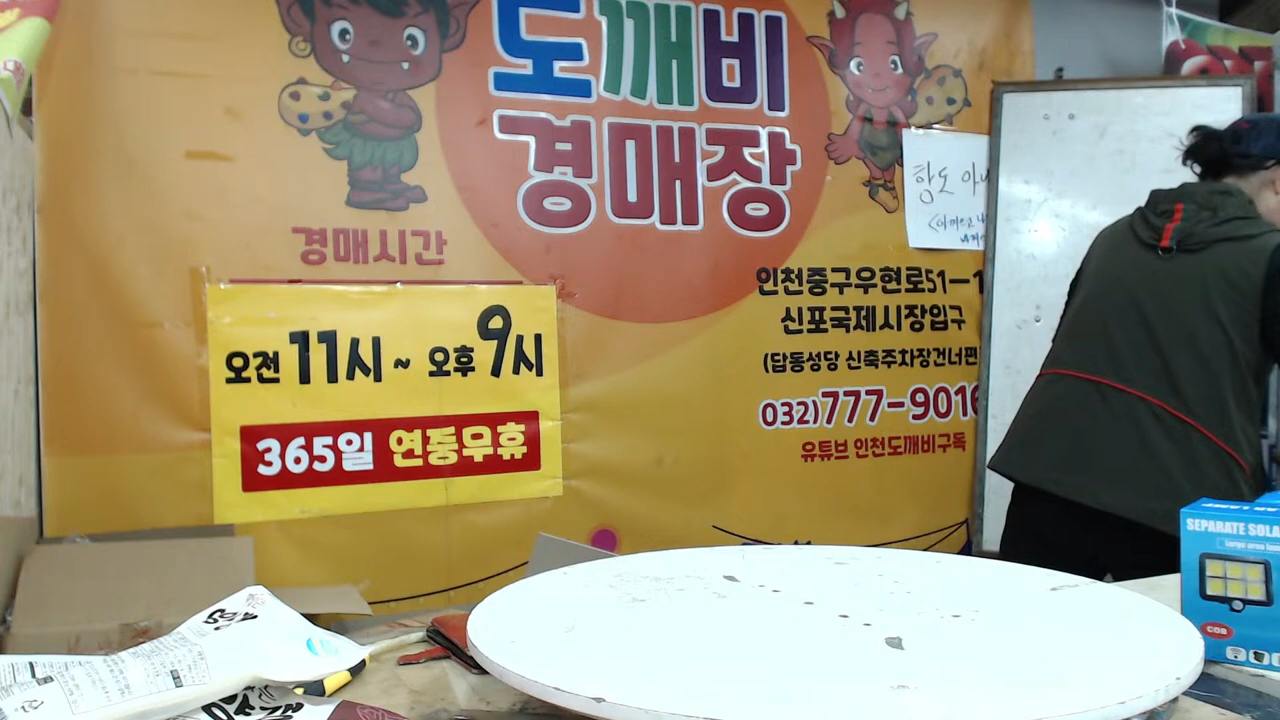 도깨비
경매장
경매시간
오전 11시 ~ 오후 9시
365일 연중무휴
항도
인천중구우현로51-1
신포국제시장입구
(답동성당 신축주차장건너편
032)777-9016
유튜브 인천도깨비구독
SEPARATE SOLA
COB